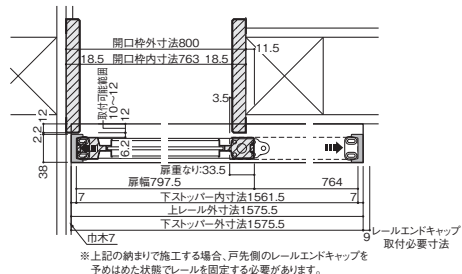 開口枠外寸法800
11.5
18.5
開口枠内寸法763
18.5
取付可能範囲
10~12
12
3.5
12
2.2
6.2
38
扉重なり:33.5
扉幅797.5
764
7
下ストッパー内寸法1561.5
7
上レール外寸法1575.5
下ストッパー外寸法1575.5
9
レールエンドキャップ
取付必要寸法
巾木7
※上記の納まりで施工する場合、戸先側のレールエンドキャップを
予めはめた状態でレールを固定する必要があります。